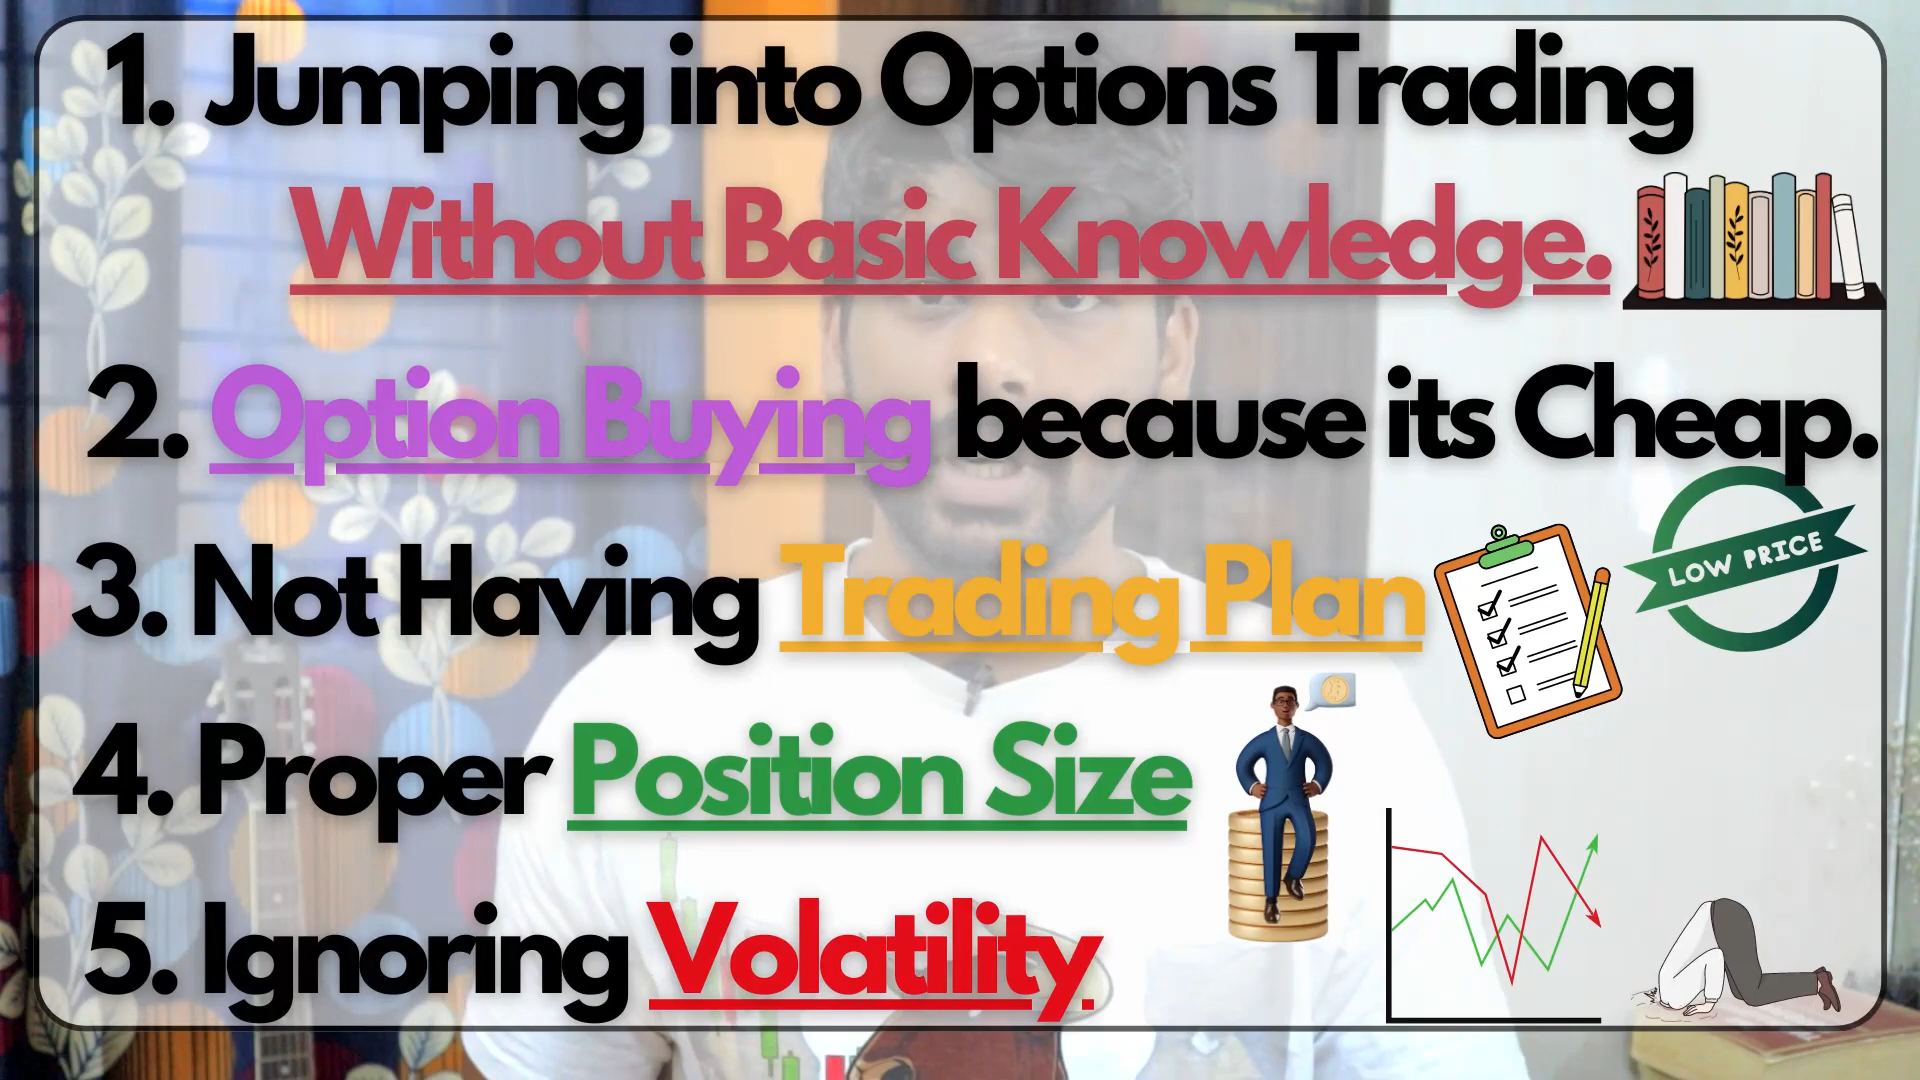 1. Jumping into Options Trading
Without Basic Knowledge.
2. Option Buying because its Cheap.
LOW PRICE
3. Not Having Trading Plan
4. Proper Position Size
5. Ignoring Volatility.